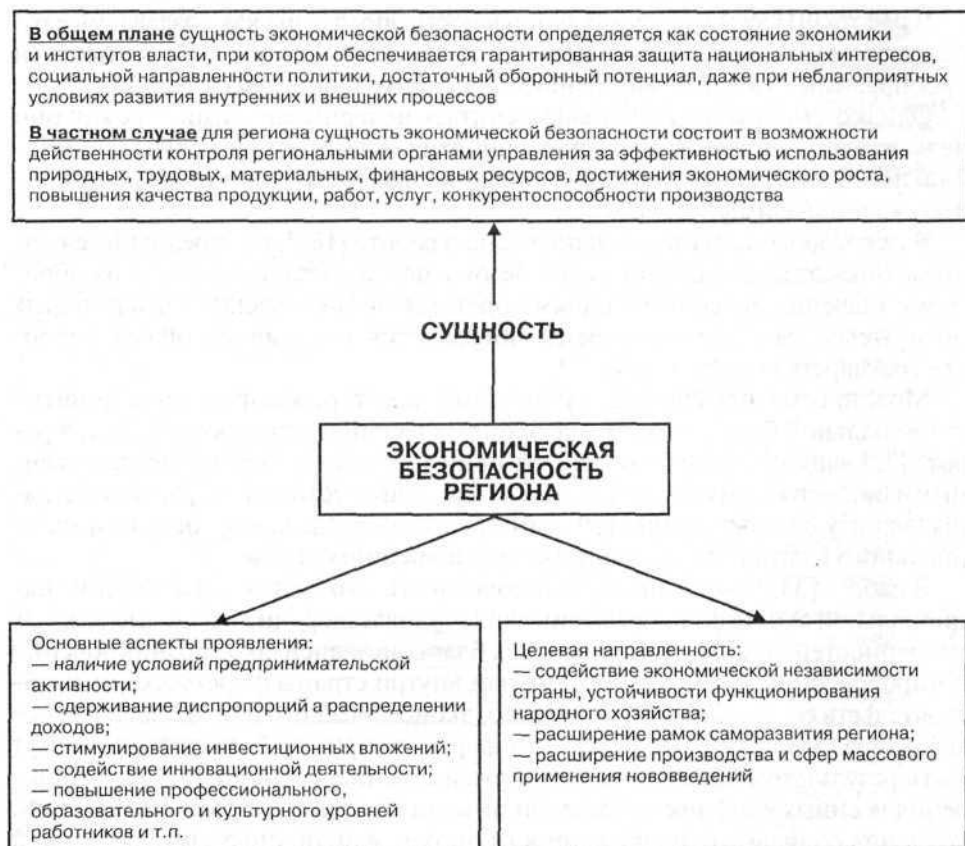 В общем плане сущность экономической безопасности определяется как состояние экономики
и институтов власти, при котором обеспечивается гарантированная защита национальных интересов,
социальной направленности политики, достаточный оборонный потенциал, даже при неблагоприятных
условиях развития внутренних и внешних процессов
В частном случае для региона сущность экономической безопасности состоит в возможности
действенности контроля региональными органами управления за эффективностью использования
природных, трудовых, материальных, финансовых ресурсов, достижения экономического роста,
повышения качества продукции, работ, услуг, конкурентоспособности производства
СУЩНОСТЬ
ЭКОНОМИЧЕСКАЯ
БЕЗОПАСНОСТЬ
РЕГИОНА
Основные аспекты проявления:
— наличие условий предпринимательской
активности;
— сдерживание диспропорций а распределении
доходов;
— стимулирование инвестиционных вложений;
— содействие инновационной деятельности;
— повышение профессионального,
образовательного и культурного уровней
работников и т.п.
Целевая направленность:
— содействие экономической независимости
страны, устойчивости функционирования
народного хозяйства;
— расширение рамок саморазвития региона;
— расширение производства и сфер массового
применения нововведений